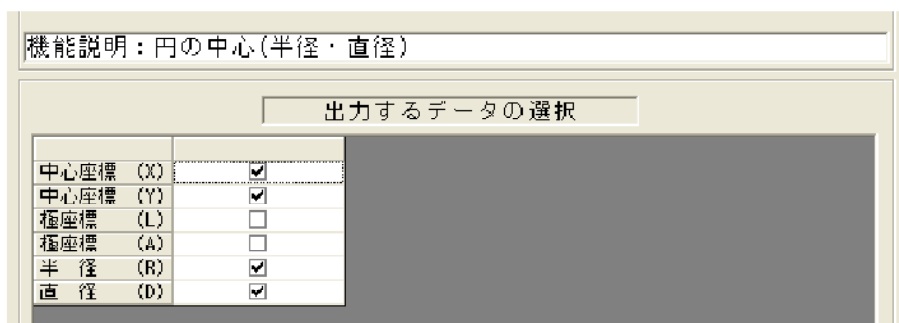 機能説明：円の中心(半径・直径)
出力するデータの選択
中心座標 (X)
中心座標 (Y)
極座標 (L)
極座標 (A)
半 径 (R)
直 径 (D)